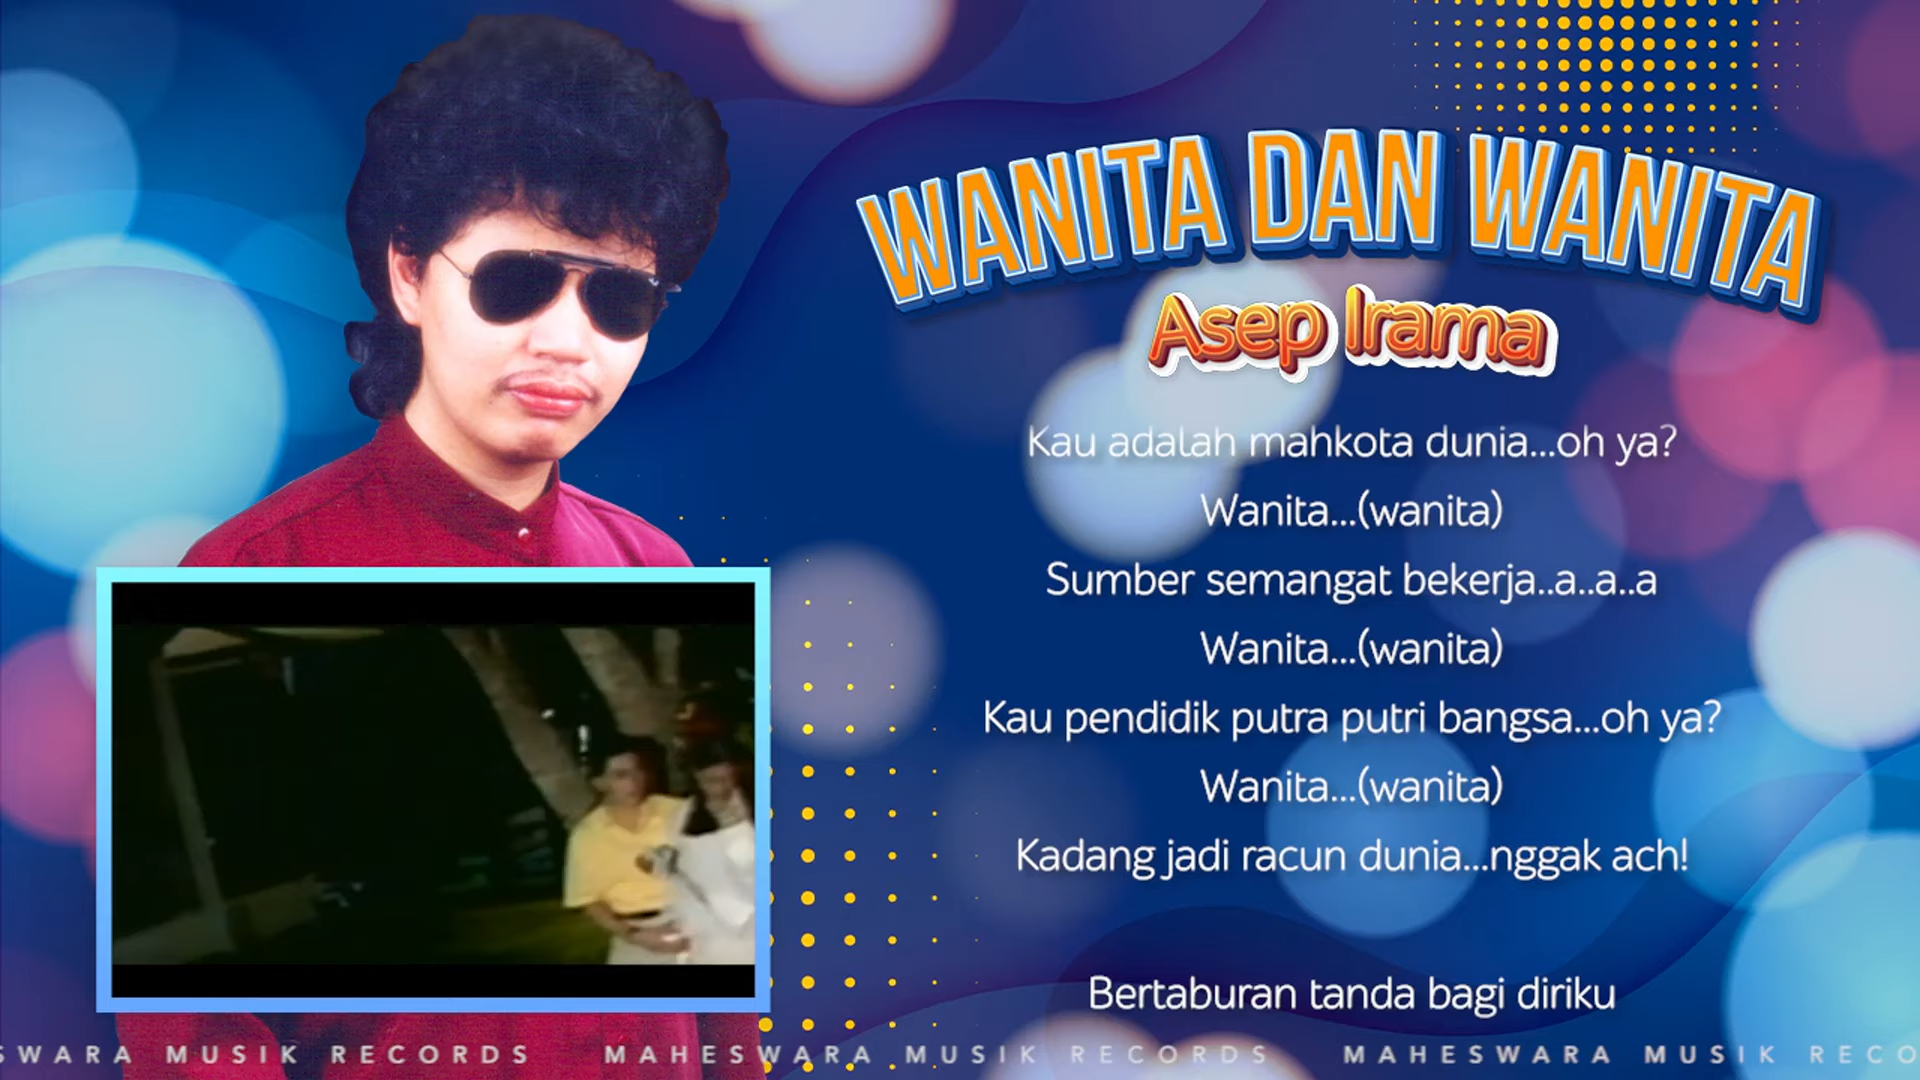 WANITA DAN WANITA
Asep Irama
Kau adalah mahkota dunia...oh ya?
Wanita...(wanita)
Sumber semangat bekerja..a..a..a
Wanita...(wanita)
Kau pendidik putra putri bangsa...oh ya?
Wanita...(wanita)
Kadang jadi racun dunia...nggak ach!
Bertaburan tanda bagi diriku
SWARA MUSIK RECORDS MAHESWARA MUSIK RECORDS MAHESWARA MUSIK RECO